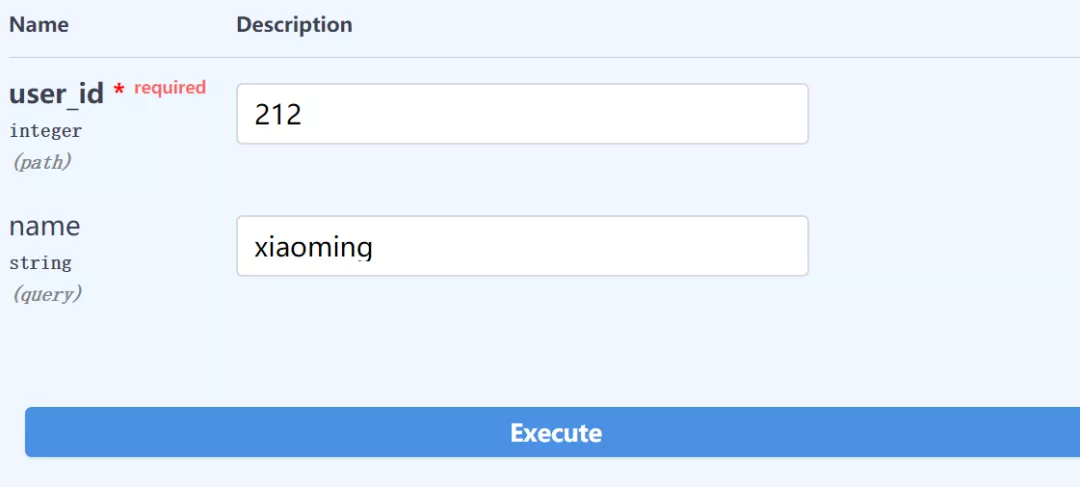 Name Description
user_id * required
212
integer
(path)
name
xiaoming
string
(query)
Execute